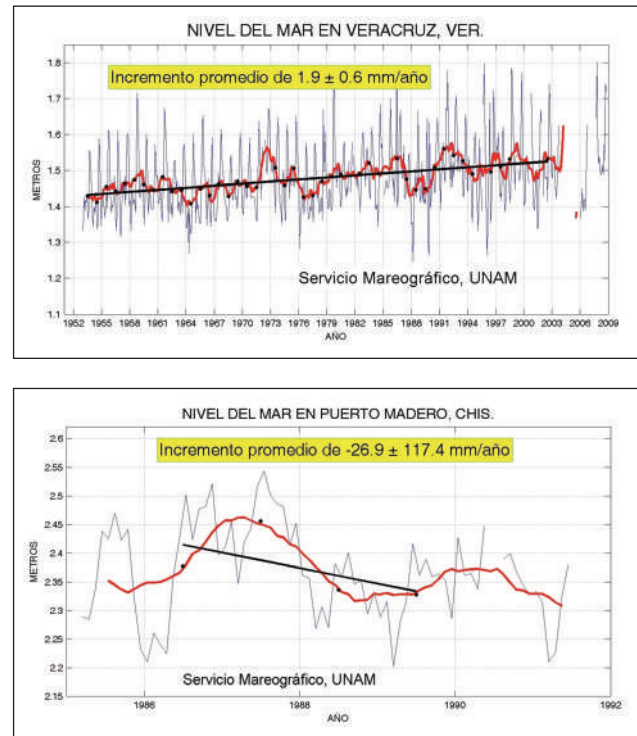 NIVEL DEL MAR EN VERACRUZ, VER.
Incremento promedio de 1.9 ± 0.6 mm/año
1.8
1.7
1.6
1.5
1.4
1.3
1.2
1.1
METROS
Servicio Mareográfico, UNAM
1952 1955 1958 1961 1964 1967 1970 1973 1976 1979 1982 1985 1988 1991 1994 1997 2000 2003 2006 2009
AÑO
NIVEL DEL MAR EN PUERTO MADERO, CHIS.
Incremento promedio de -26.9 ± 117.4 mm/año
2.6
2.55
2.5
2.45
2.4
2.35
2.3
2.25
2.2
2.15
METROS
Servicio Mareográfico, UNAM
1986 1988 1990 1992
AÑO